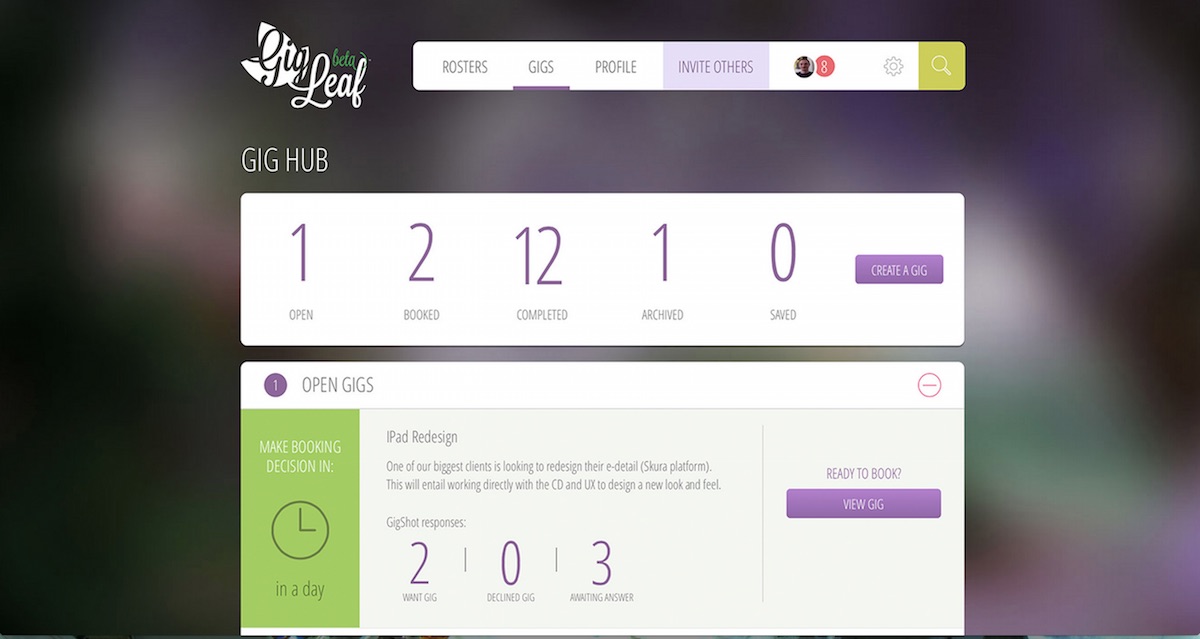 Gig beta
Leaf
ROSTERS GIGS PROFILE INVITE OTHERS 8
GIG HUB
1 2 12 1 0
CREATE A GIG
OPEN BOOKED COMPLETED ARCHIVED SAVED
1 OPEN GIGS
MAKE BOOKING
DECISION IN:
in a day
IPad Redesign
One of our biggest clients is looking to redesign their e-detail (Skura platform).
This will entail working directly with the CD and UX to design a new look and feel.
GigShot responses:
2 | 0 | 3
WANT GIG DECLINED GIG AWAITING ANSWER
READY TO BOOK?
VIEW GIG